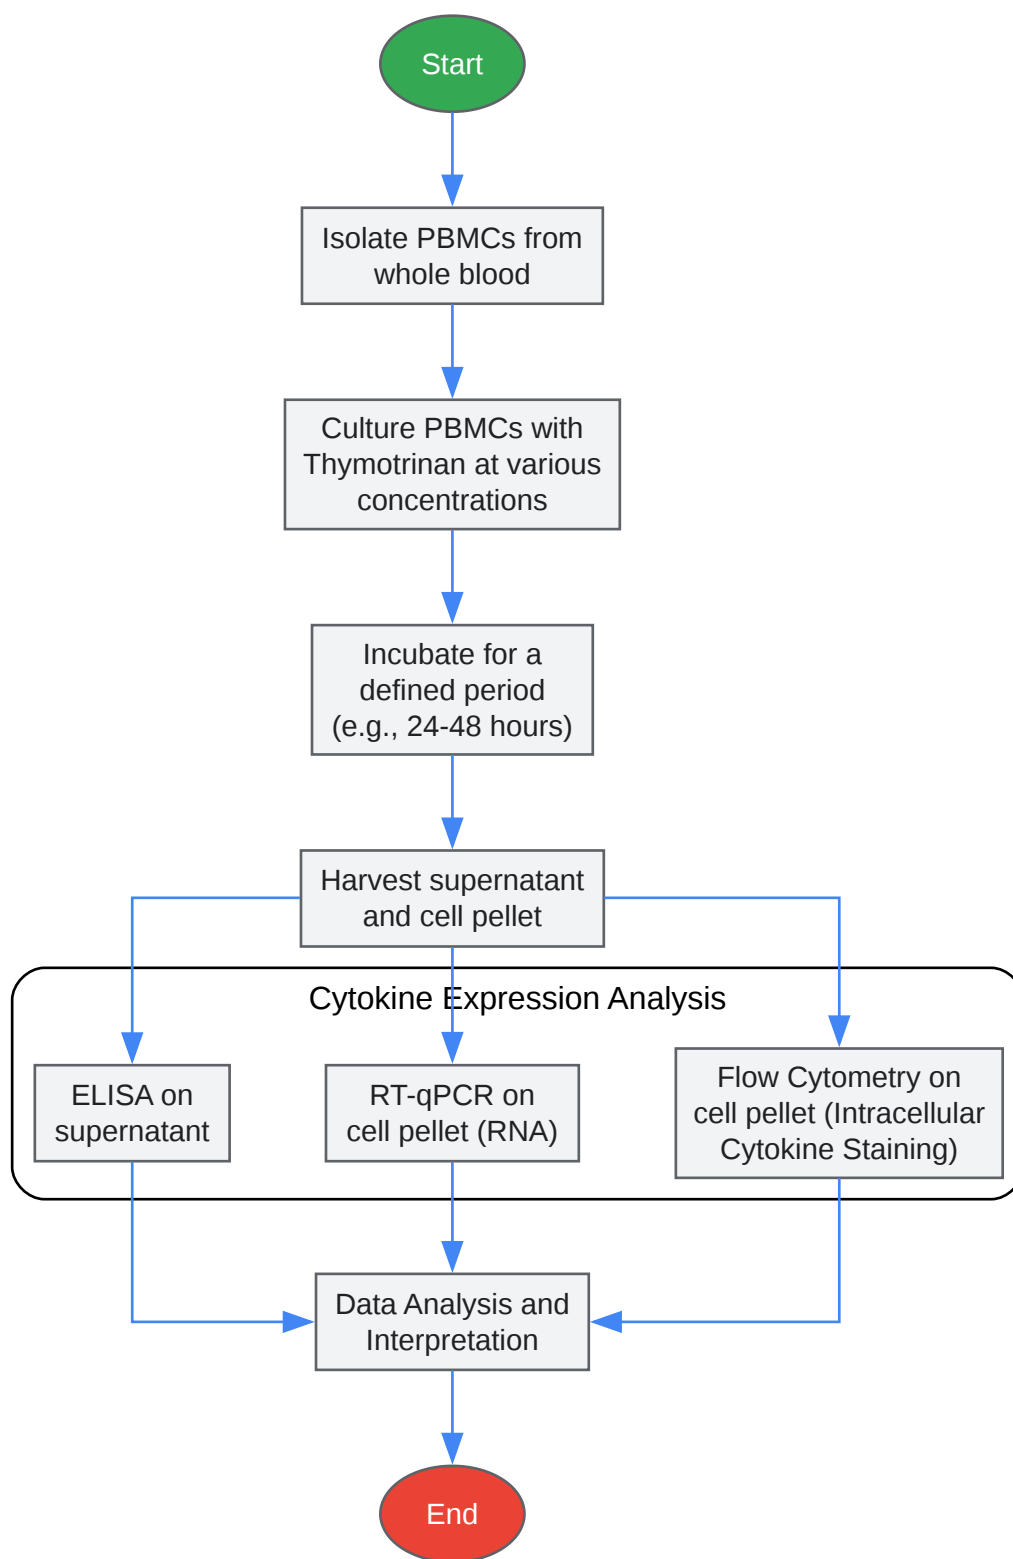 Start
Isolate PBMCs from
whole blood
Culture PBMCs with
Thymotrinan at various
concentrations
Incubate for a
defined period
(e.g., 24-48 hours)
Harvest supernatant
and cell pellet
Cytokine Expression Analysis
ELISA on
supernatant
RT-qPCR on
cell pellet (RNA)
Flow Cytometry on
cell pellet (Intracellular
Cytokine Staining)
Data Analysis and
Interpretation
End